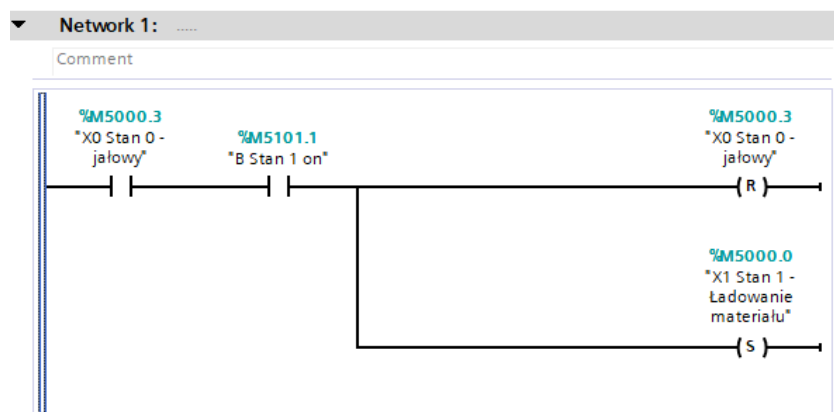 Network 1: .....
Comment
%M5000.3
"X0 Stan 0 -
jałowy"
%M5101.1
"B Stan 1 on"
%M5000.3
"X0 Stan 0 -
jałowy"
R
%M5000.0
"X1 Stan 1 -
Ładowanie
materiału"
S